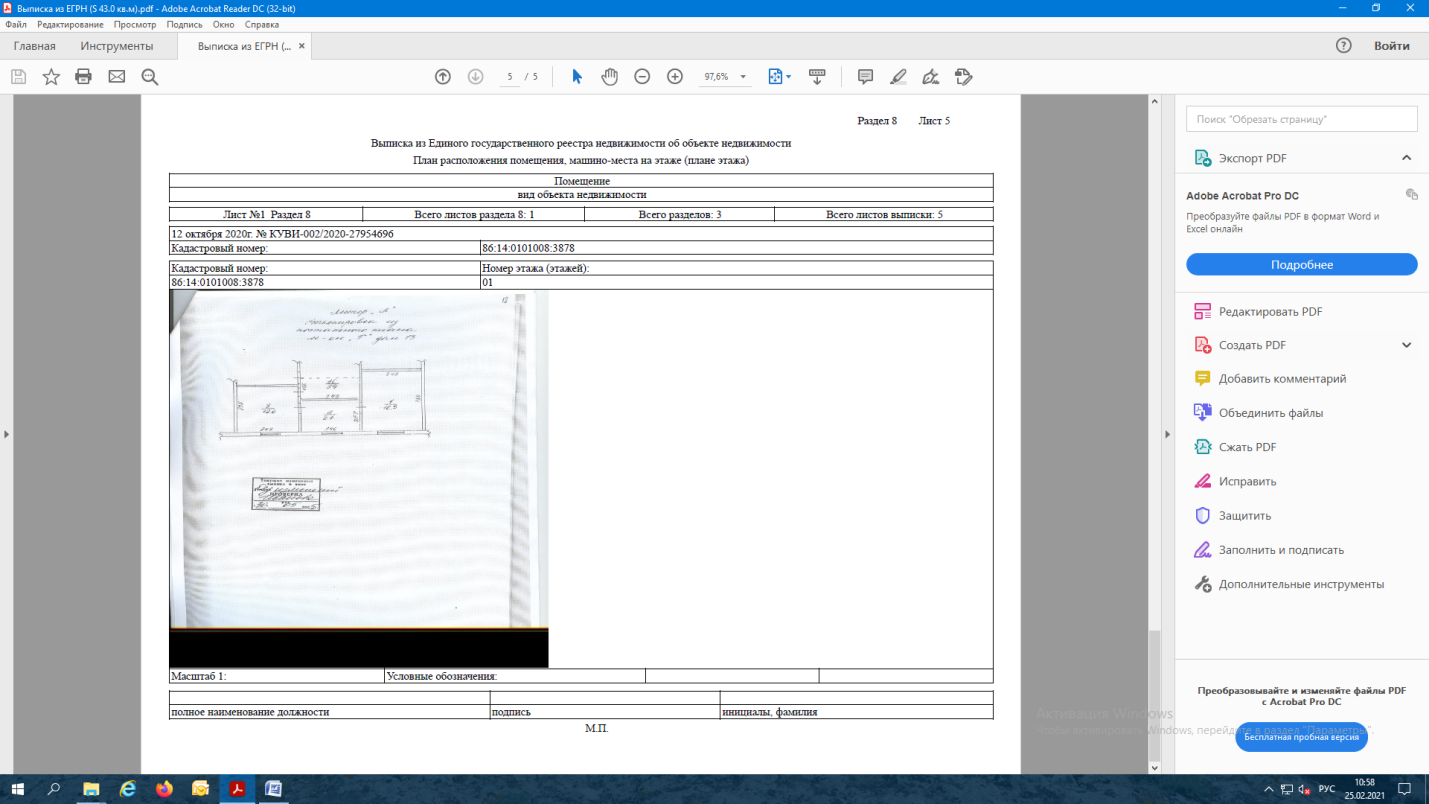 Выписка из ЕГРН (S 43.0 кв.м).pdf - Adobe Acrobat Reader DC (32-bit)
Файл Редактирование Просмотр Подпись Окно Справка
Главная Инструменты Выписка из ЕГРН (... × Войти
5 / 5 97,6%
Раздел 8 Лист 5
Выписка из Единого государственного реестра недвижимости об объекте недвижимости
План расположения помещения, машино-места на этаже (плане этажа)
Помещение
вид объекта недвижимости
Лист №1 Раздел 8 Всего листов раздела 8: 1 Всего разделов: 3 Всего листов выписки: 5
12 октября 2020г. № КУВИ-002/2020-27954696
Кадастровый номер: 86:14:0101008:3878
Кадастровый номер: Номер этажа (этажей):
86:14:0101008:3878 01
Масштаб 1: Условные обозначения:
полное наименование должности подпись инициалы, фамилия
М.П.
Поиск "Обрезать страницу"
Экспорт PDF
Adobe Acrobat Pro DC
Преобразуйте файлы PDF в формат Word и
Excel онлайн
Подробнее
Редактировать PDF
Создать PDF
Добавить комментарий
Объединить файлы
Сжать PDF
Исправить
Защитить
Заполнить и подписать
Дополнительные инструменты
Преобразовывайте и изменяйте файлы PDF
с Acrobat Pro DC
Бесплатная пробная версия
Активация Windows
Чтобы активировать Windows, перейдите в раздел "Параметры".
РУС
10:58
25.02.2021